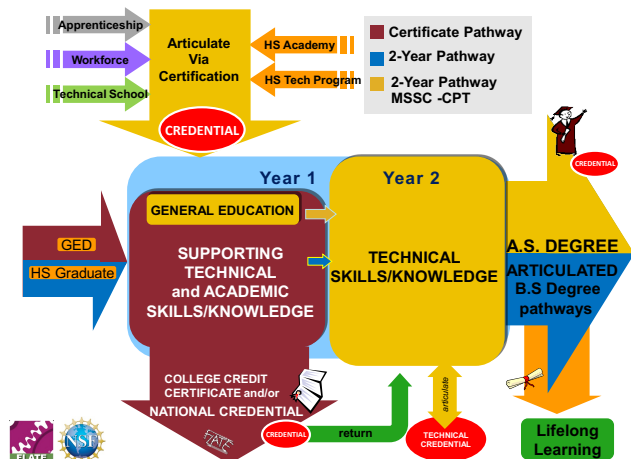 Apprenticeship
Workforce
Technical School
Articulate
Via
Certification
HS Academy
HS Tech Program
CREDENTIAL
Certificate Pathway
2-Year Pathway
2-Year Pathway
MSSC -CPT
Year 1
Year 2
GENERAL EDUCATION
SUPPORTING
TECHNICAL
and ACADEMIC
SKILLS/KNOWLEDGE
TECHNICAL
SKILLS/KNOWLEDGE
GED
HS Graduate
CREDENTIAL
A.S. DEGREE
ARTICULATED
B.S Degree
pathways
COLLEGE CREDIT
CERTIFICATE and/or
NATIONAL CREDENTIAL
FLATE
CREDENTIAL
return
articulate
TECHNICAL
CREDENTIAL
Lifelong
Learning
FLATE
NSF